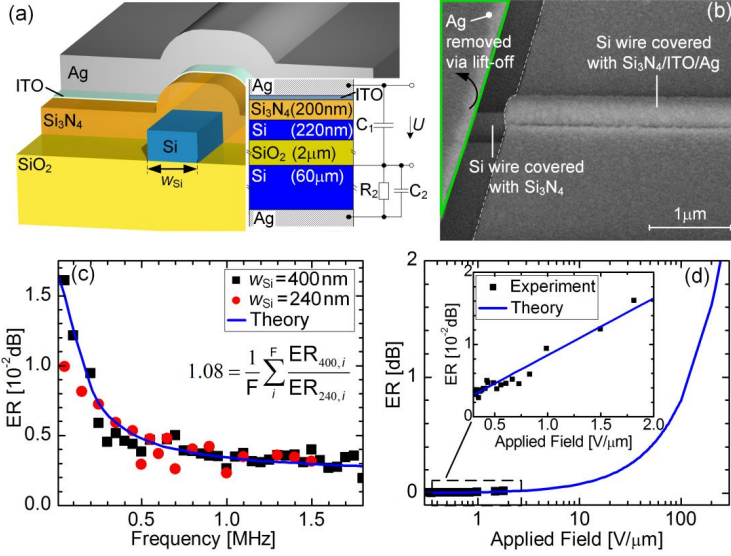 (a)
Ag
ITO
Si₃N₄
Si
SiO₂
wSi
ITO
Si₃N₄(200nm)
Si (220nm)
SiO₂ (2μm)
Si (60μm)
Ag
C₁
U
R₂
C₂
(b)
Ag
removed
via lift-off
Si wire covered
with Si₃N₄/ITO/Ag
Si wire covered
with Si₃N₄
1μm
(c)
wSi=400nm
wSi=240nm
Theory
1.08 = 1/F ∑ᵢᶠ ER₄₀₀,ᵢ/ER₂₄₀,ᵢ
ER [10⁻²dB]
1.5
1.0
0.5
0.0
0.5 1.0 1.5
Frequency [MHz]
(d)
Experiment
Theory
ER [10⁻²dB]
1.5
1.0
0.5
0.5 1.0 1.5 2.0
Applied Field [V/μm]
ER [dB]
2
1
0
1 10 100
Applied Field [V/μm]